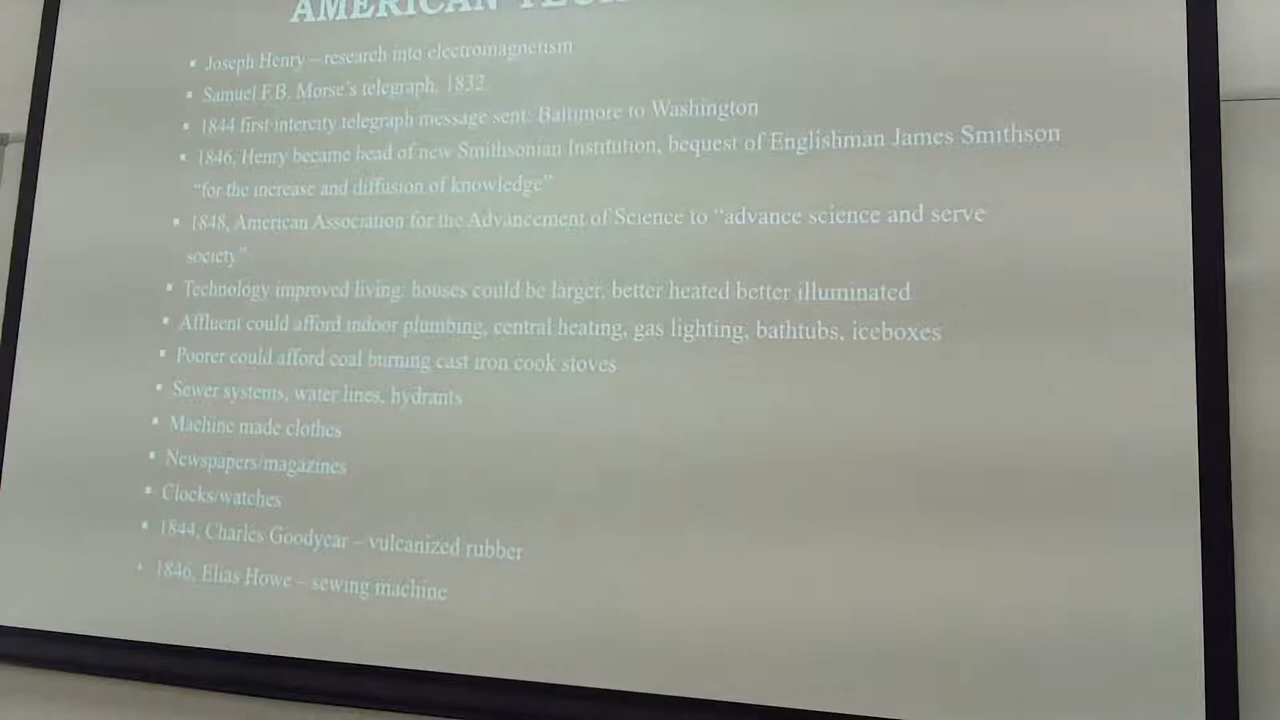 AMERICAN
▪ Joseph Henry – research into electromagnetism
▪ Samuel F.B. Morse's telegraph, 1832
▪ 1844 first intercity telegraph message sent: Baltimore to Washington
▪ 1846, Henry became head of new Smithsonian Institution, bequest of Englishman James Smithson
"for the increase and diffusion of knowledge"
▪ 1848, American Association for the Advancement of Science to "advance science and serve
society"
▪ Technology improved living: houses could be larger, better heated better illuminated
▪ Affluent could afford indoor plumbing, central heating, gas lighting, bathtubs, iceboxes
▪ Poorer could afford coal burning cast iron cook stoves
▪ Sewer systems, water lines, hydrants
▪ Machine made clothes
▪ Newspapers/magazines
▪ Clocks/watches
▪ 1844, Charles Goodyear – vulcanized rubber
▪ 1846, Elias Howe – sewing machine